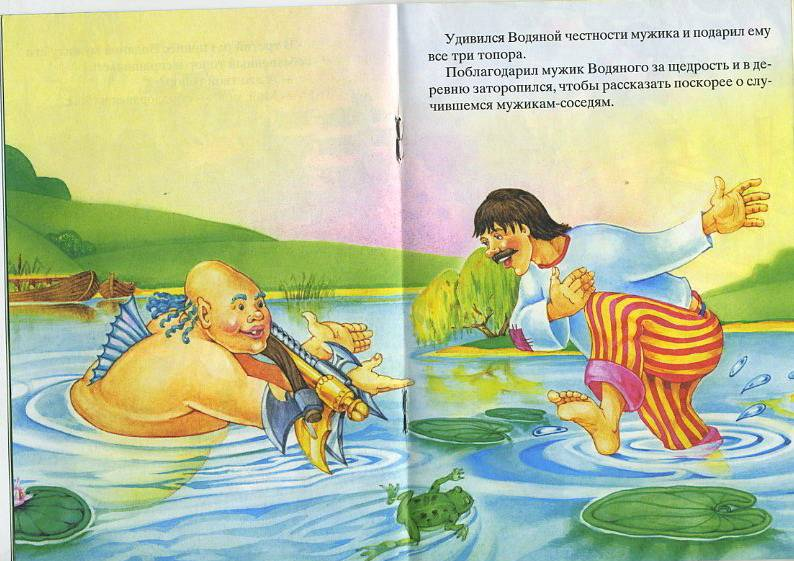 Удивился Водяной честности мужика и подарил ему
все три топора.
Поблагодарил мужик Водяного за щедрость и в де-
ревню заторопился, чтобы рассказать поскорее о слу-
чившемся мужикам-соседям.